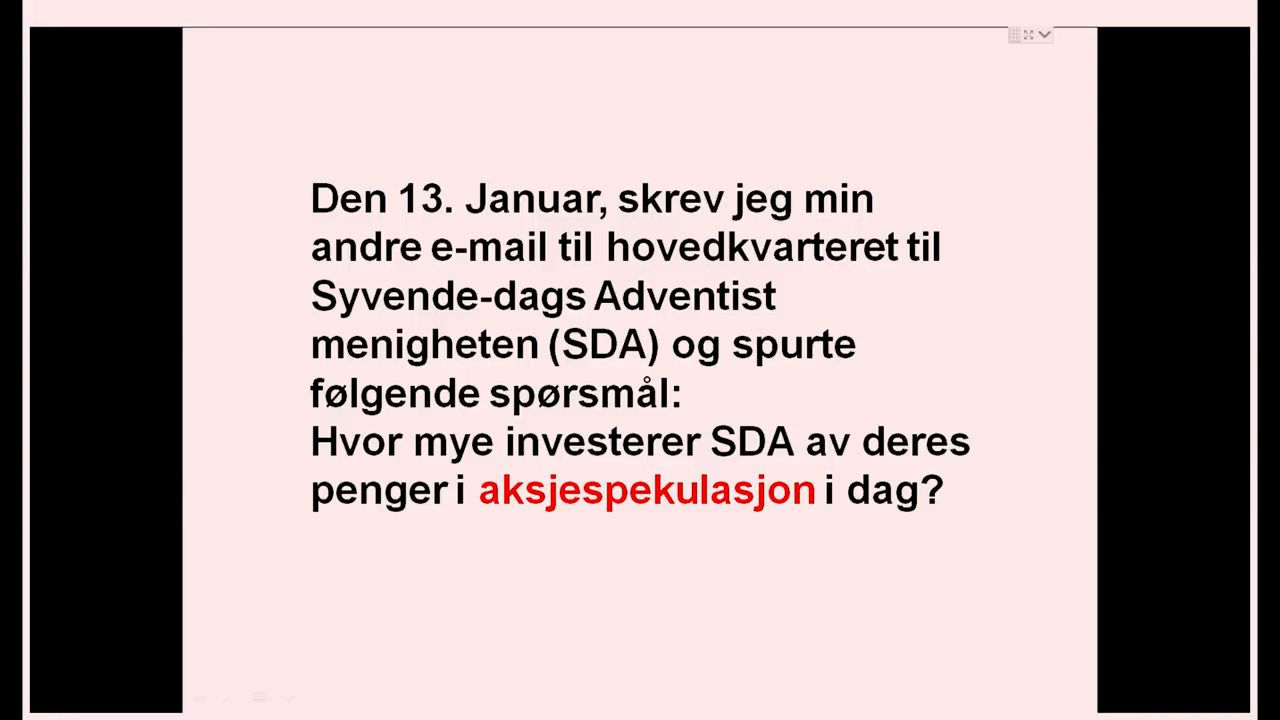 Den 13. Januar, skrev jeg min
andre e-mail til hovedkvarteret til
Syvende-dags Adventist
menigheten (SDA) og spurte
følgende spørsmål:
Hvor mye investerer SDA av deres
penger i aksjespekulasjon i dag?